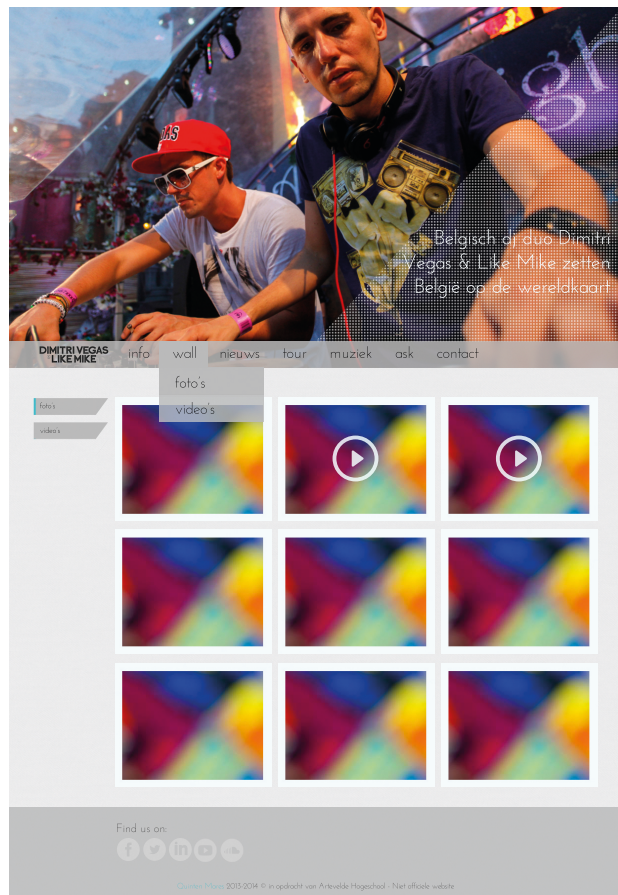 Belgisch dj duo Dimitri
Vegas & Like Mike zetten
België op de wereldkaart
DIMITRI VEGAS
LIKE MIKE
info wall nieuws tour muziek ask contact
foto's
video's
foto's
video's
Find us on:
2013-2014 © in opdracht van Artevelde Hogeschool - Niet officiele website